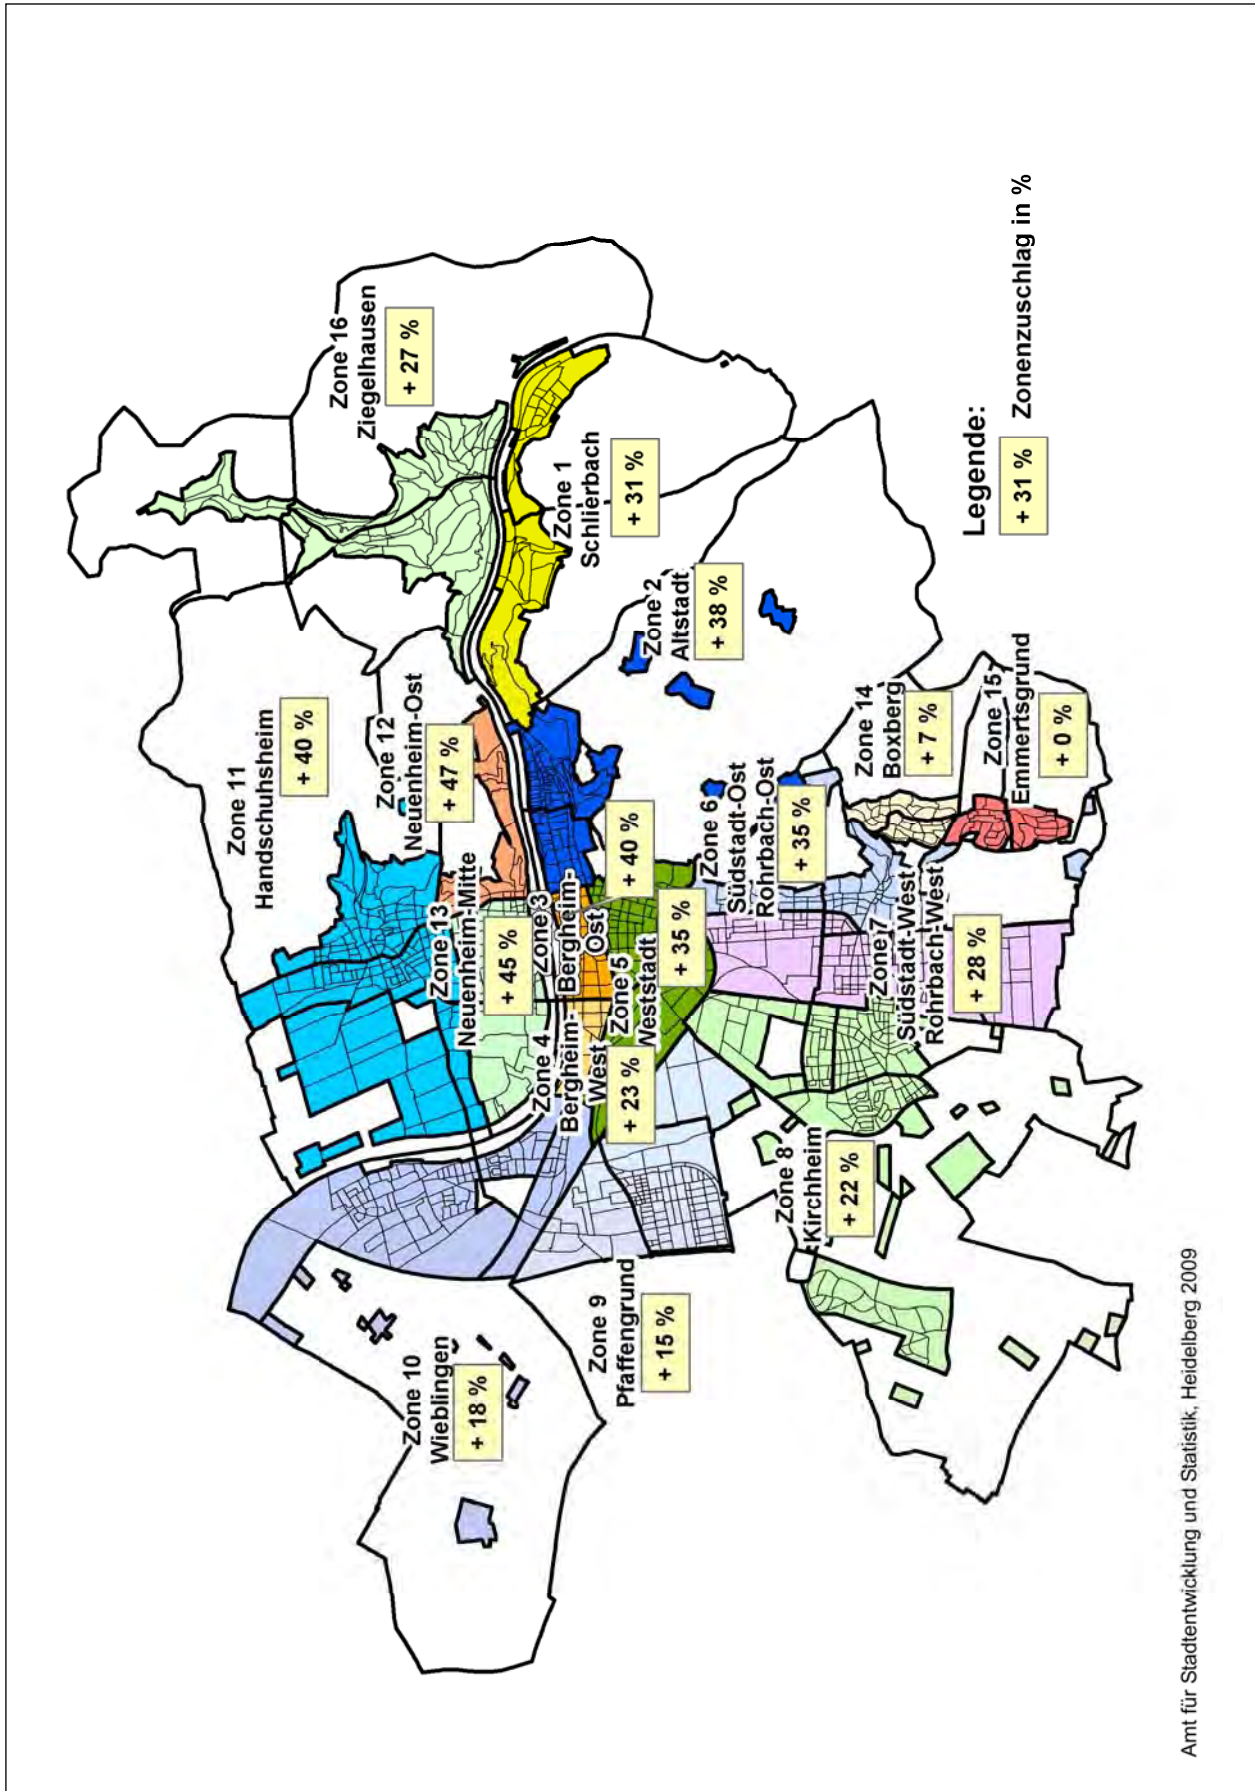 Zone 16
Ziegelhausen
+ 27 %
Zone 11
Handschuhsheim
+ 40 %
Zone 12
Neuenheim-Ost
+ 47 %
Zone 1
Schlierbach
+ 31 %
Zone 13
Neuenheim-Mitte
+ 45 %
Zone 2
Altstadt
+ 38 %
Zone 10
Wieblingen
+ 18 %
Zone 4
Bergheim-
West
+ 23 %
Zone 3
Bergheim-
Ost
+ 40 %
Zone 5
Weststadt
+ 35 %
Zone 9
Pfaffengrund
+ 15 %
Zone 6
Südstadt-Ost
Rohrbach-Ost
+ 35 %
Zone 8
Kirchheim
+ 22 %
Zone 7
Südstadt-West
Rohrbach-West
+ 28 %
Zone 14
Boxberg
+ 7 %
Zone 15
Emmertsgrund
+ 0 %
Legende:
+ 31 % Zonenzuschlag in %
Amt für Stadtentwicklung und Statistik, Heidelberg 2009